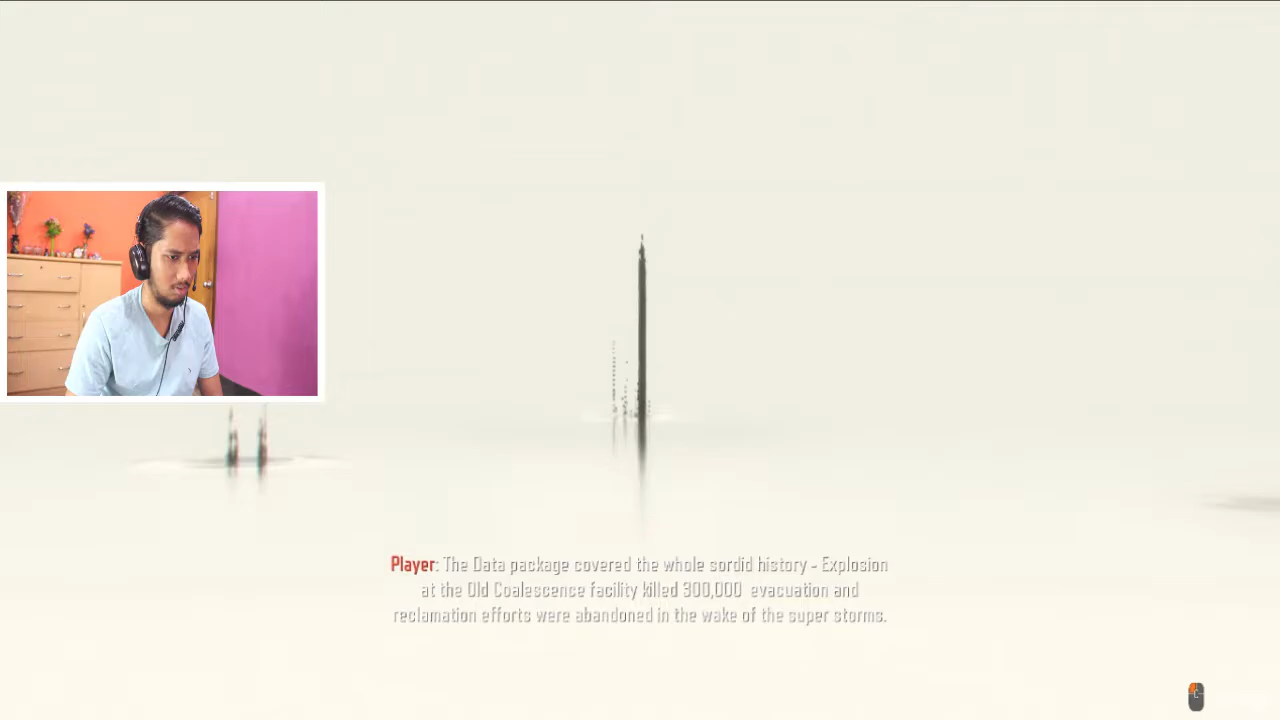 Player: The Data package covered the whole sordid history - Explosion
at the Old Coalescence facility killed 300,000 evacuation and
reclamation efforts were abandoned in the wake of the super storms.